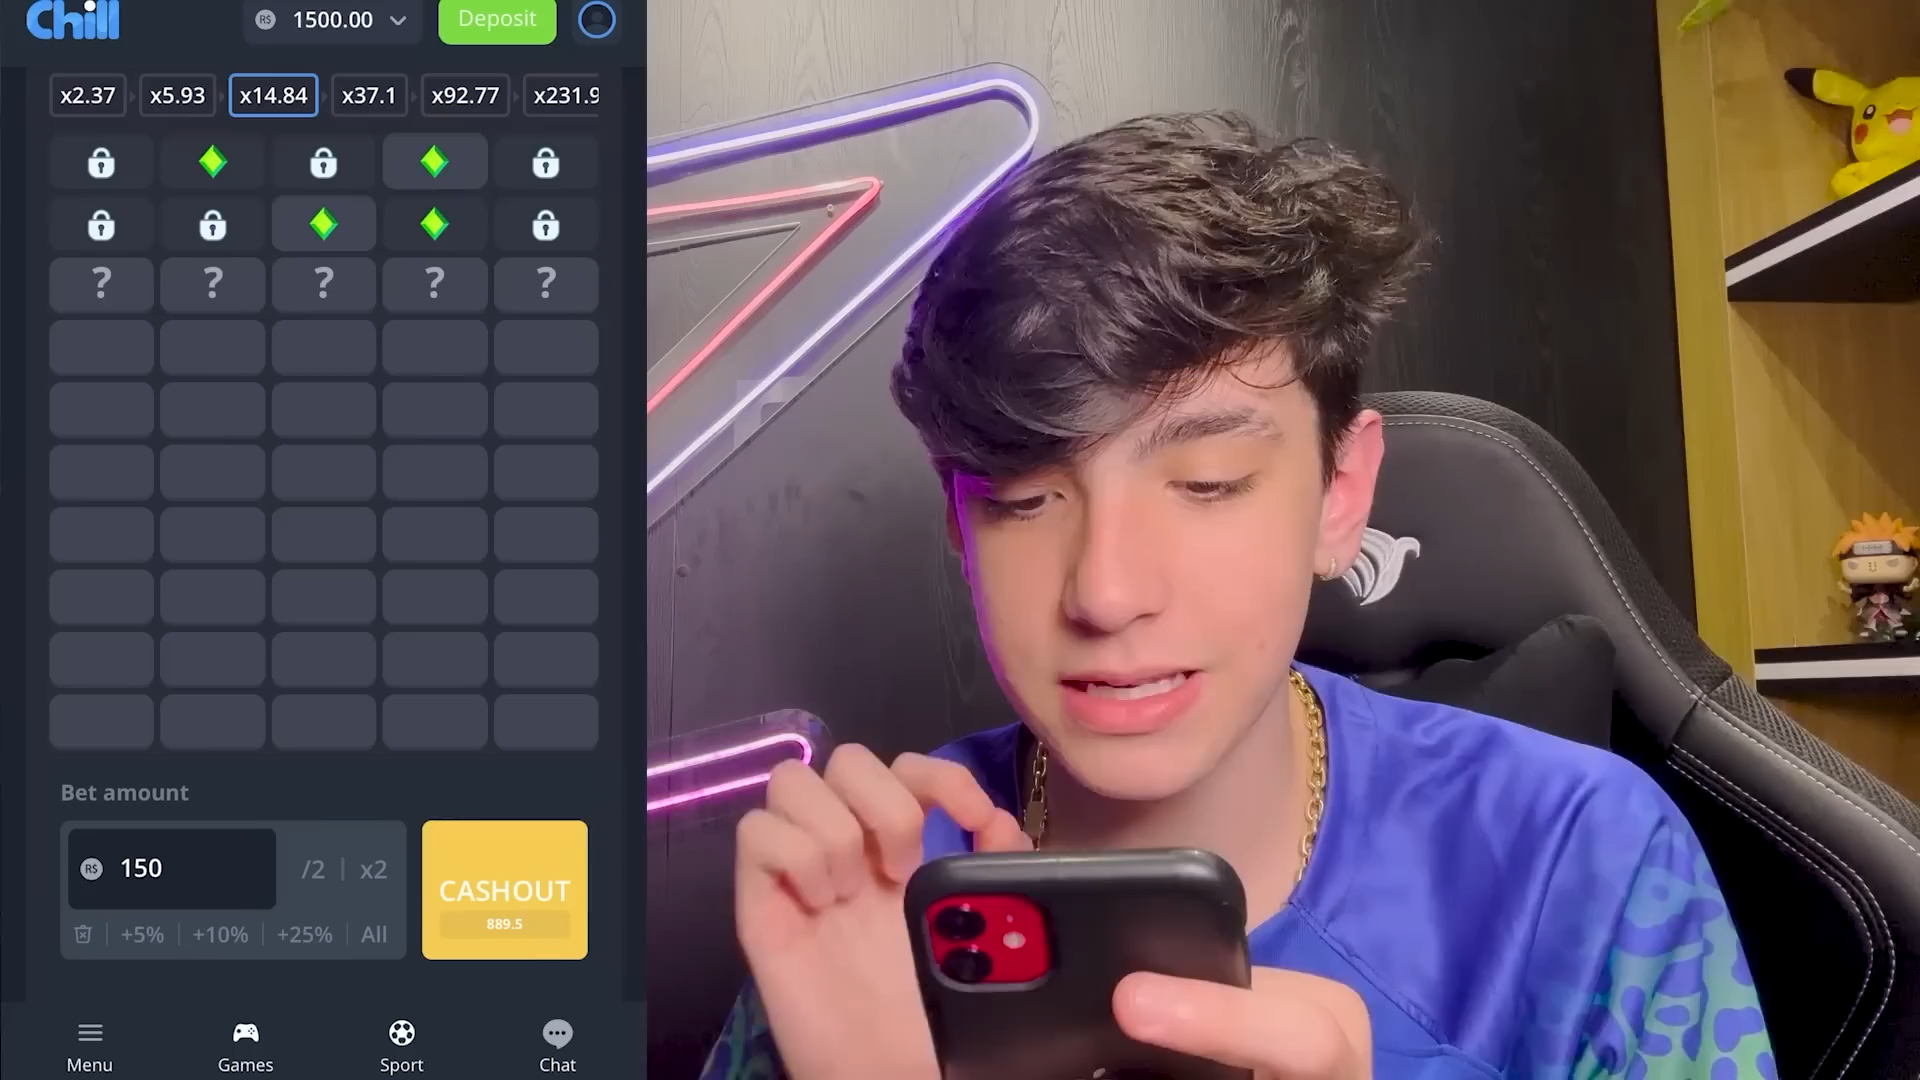 Chill
R$ 1500.00
Deposit
x2.37 x5.93 x14.84 x37.1 x92.77 x231.9
? ? ? ? ?
Bet amount
R$ 150 /2 x2
+5% +10% +25% All
CASHOUT
889.5
Menu Games Sport Chat